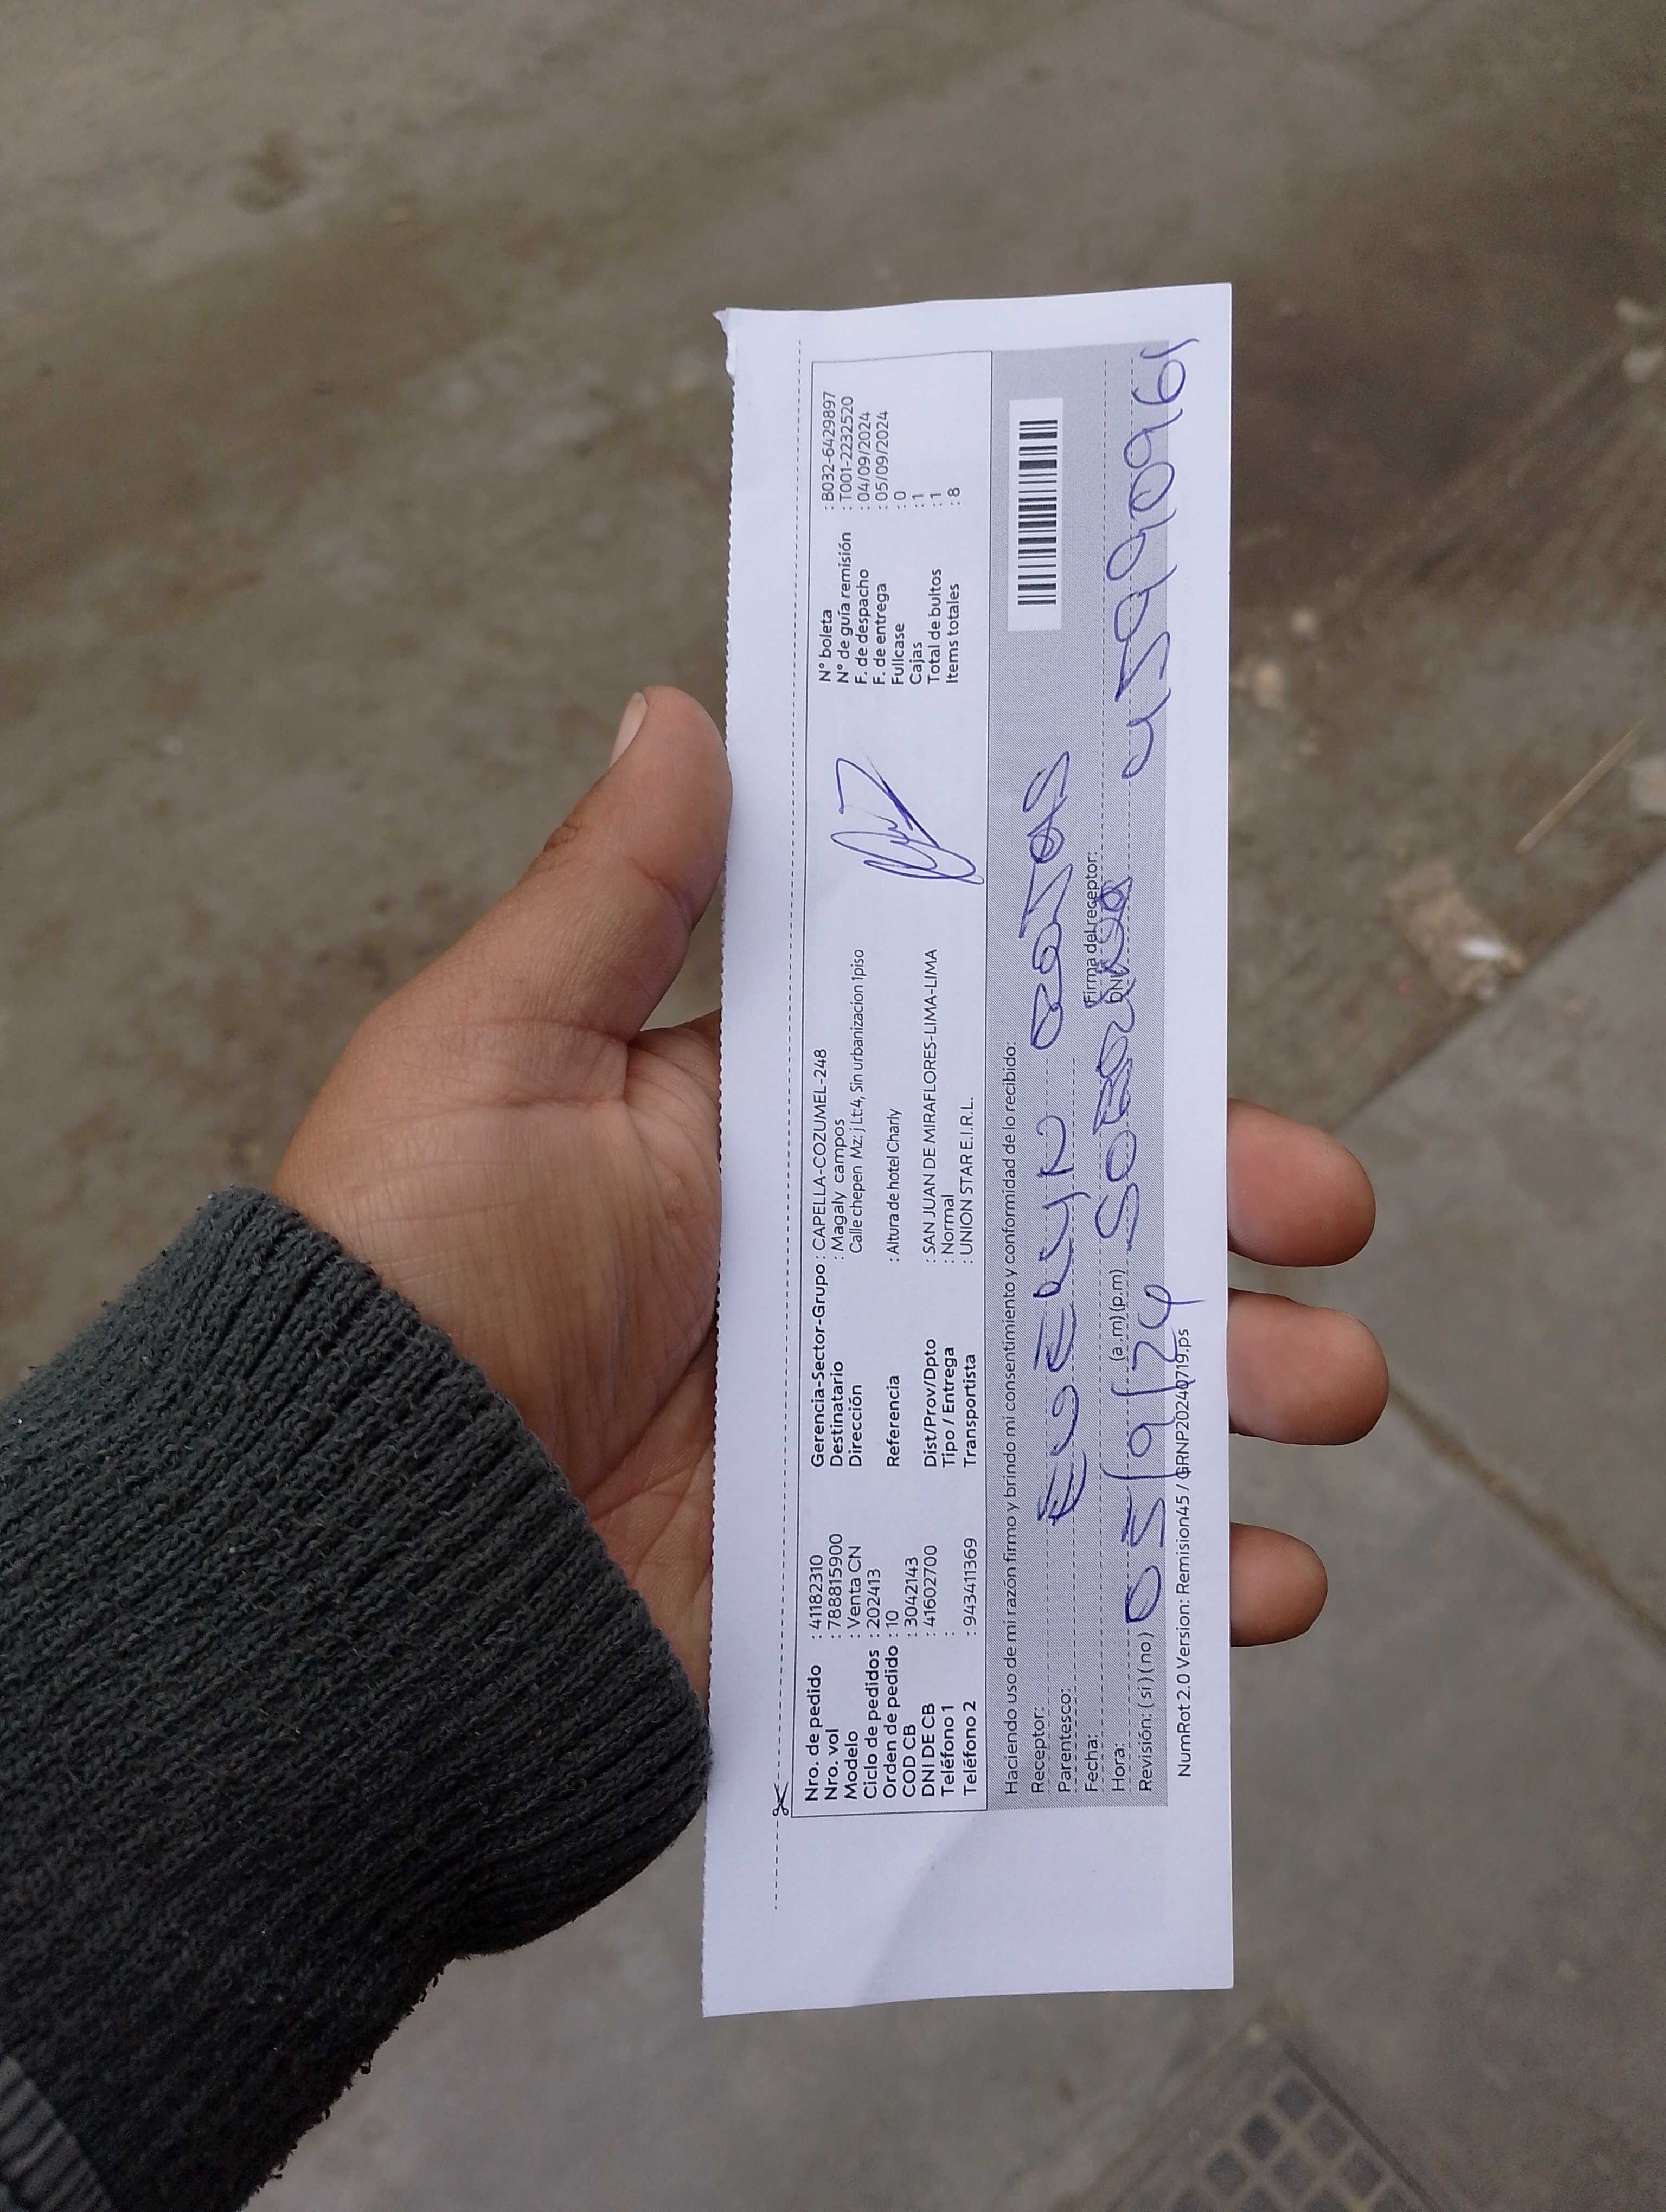 Nro. de pedido : 41182310
Nro. vol : 788815900
Modelo : Venta CN
Ciclo de pedidos : 202413
Orden de pedido : 10
COD CB : 3042143
DNI DE CB : 41602700
Teléfono 1 :
Teléfono 2 : 943411369
Gerencia-Sector-Grupo : CAPELLA-COZUMEL-248
Destinatario : Magaly campos
Dirección Calle chepen Mz: j Lt:4, Sin urbanizacion 1piso
Referencia : Altura de hotel Charly
Dist/Prov/Dpto : SAN JUAN DE MIRAFLORES-LIMA-LIMA
Tipo / Entrega : Normal
Transportista : UNION STAR E.I.R.L.
N° boleta : B032-6429897
N° de guía remisión : T001-2232520
F. de despacho : 04/09/2024
F. de entrega : 05/09/2024
Fullcase : 0
Cajas : 1
Total de bultos : 1
Items totales : 8
Haciendo uso de mi razón firmo y brindo mi consentimiento y conformidad de lo recibido:
Receptor:
Parentesco:
Fecha:
Firma del receptor:
Hora: (a.m) (p.m)
DNI
Revisión: ( si ) ( no ) 05/9/24
NumRot 2.0 Version: Remision45 / GRNP20240719.ps